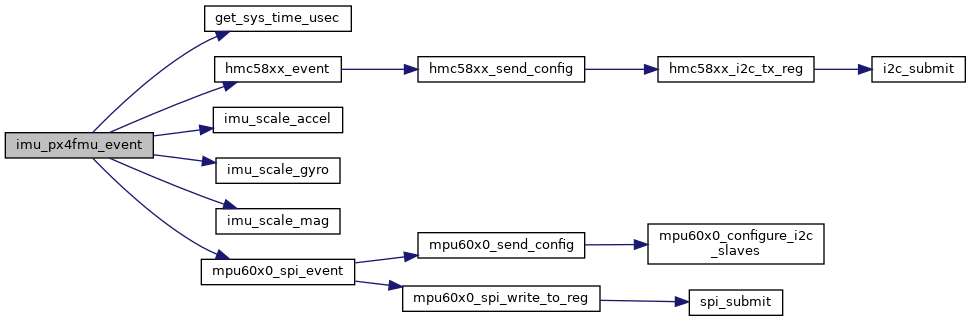 get_sys_time_usec
hmc58xx_event
hmc58xx_send_config
hmc58xx_i2c_tx_reg
i2c_submit
imu_scale_accel
imu_px4fmu_event
imu_scale_gyro
imu_scale_mag
mpu60x0_spi_event
mpu60x0_send_config
mpu60x0_configure_i2c
_slaves
mpu60x0_spi_write_to_reg
spi_submit